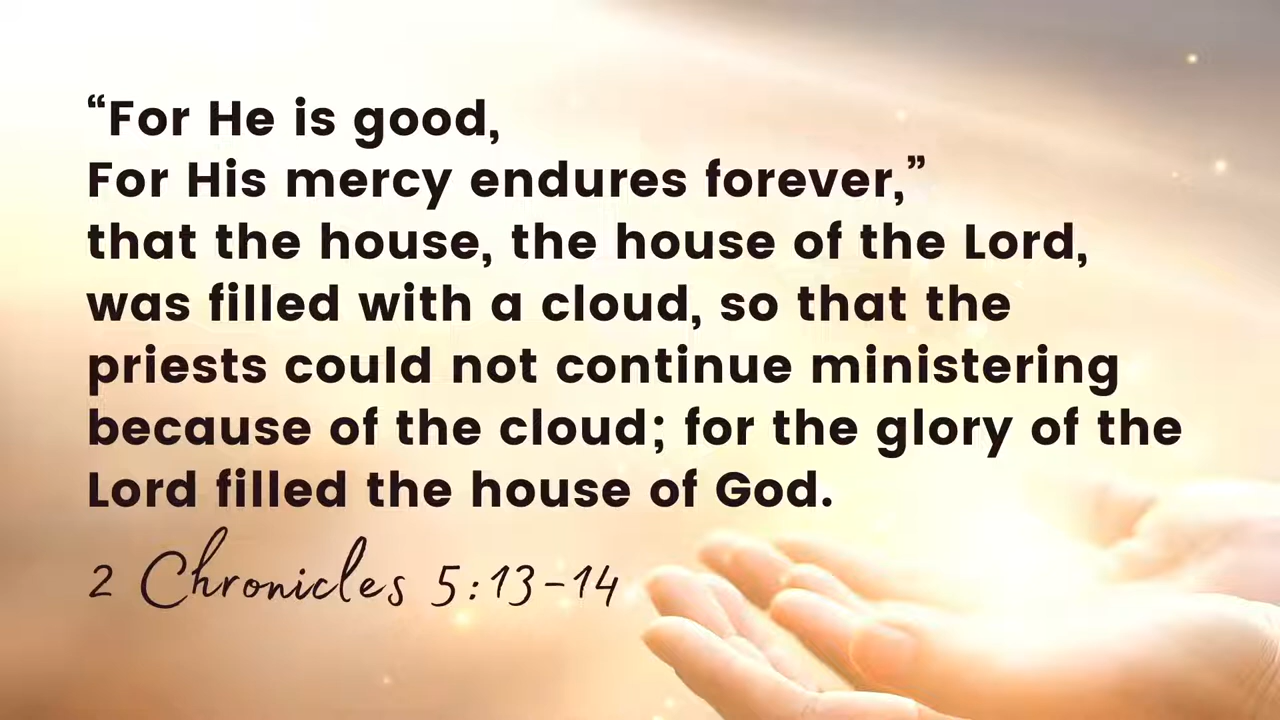 “For He is good,
For His mercy endures forever,”
that the house, the house of the Lord,
was filled with a cloud, so that the
priests could not continue ministering
because of the cloud; for the glory of the
Lord filled the house of God.
2 Chronicles 5:13-14